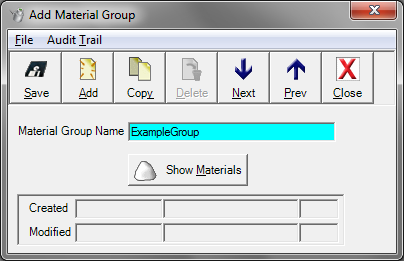 Add Material Group
File Audit Trail
Save Add Copy Delete Next Prev Close
Material Group Name ExampleGroup
Show Materials
Created
Modified